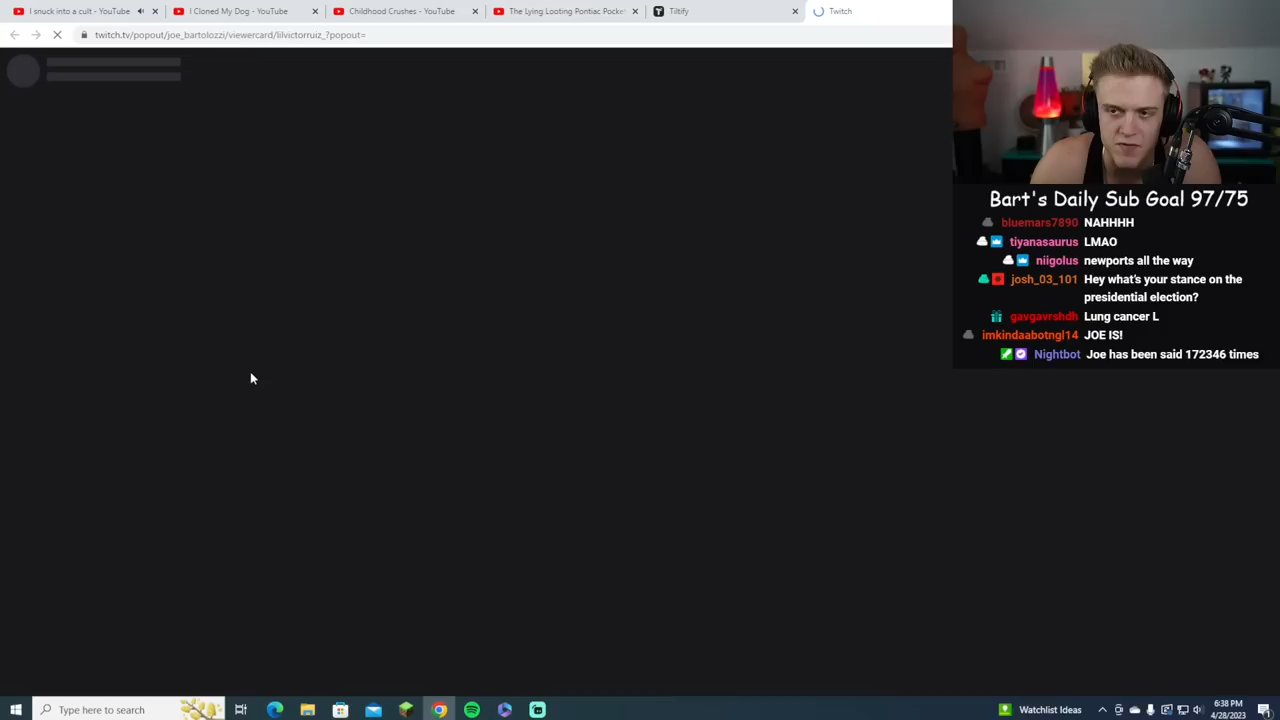 I snuck into a cult - YouTube
I Cloned My Dog - YouTube
Childhood Crushes - YouTube
The Lying Looting Pontiac Pocke
Tiltify
Twitch
twitch.tv/popout/joe_bartolozzi/viewercard/lilvictorruiz_?popout=
Bart's Daily Sub Goal 97/75
bluemars7890 NAHHHH
tiyanasaurus LMAO
niigolus newports all the way
josh_03_101 Hey what's your stance on the
presidential election?
gavgavrshdh Lung cancer L
imkindaabotngl14 JOE IS!
Nightbot Joe has been said 172346 times
Type here to search
Watchlist Ideas
6:38 PM
4/28/2023